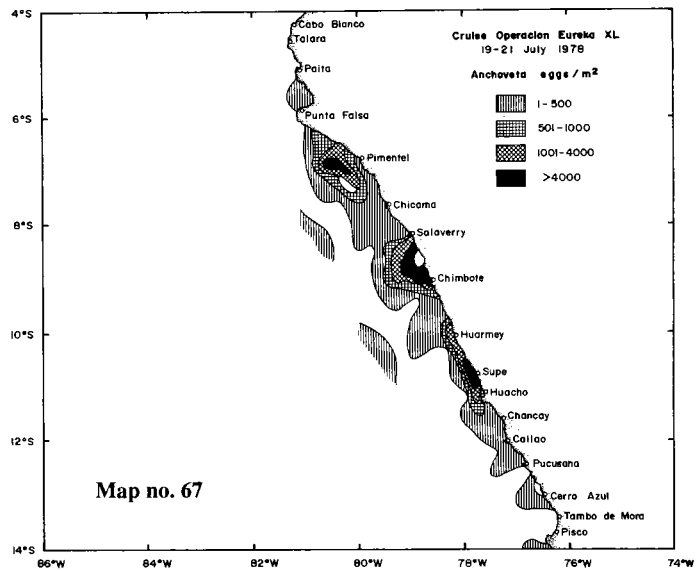 Cruise Operacion Eureka XL
19-21 July 1978
Anchoveta eggs/m²
1-500
501-1000
1001-4000
>4000
4°S
6°S
8°S
10°S
12°S
14°S
Cabo Blanco
Talara
Paita
Punta Falsa
Pimentel
Chicama
Salaverry
Chimbote
Huarmey
Supe
Huacho
Chancay
Callao
Pucusana
Cerro Azul
Tambo de Mora
Pisco
Map no. 67
86°W
84°W
82°W
80°W
78°W
76°W
74°W